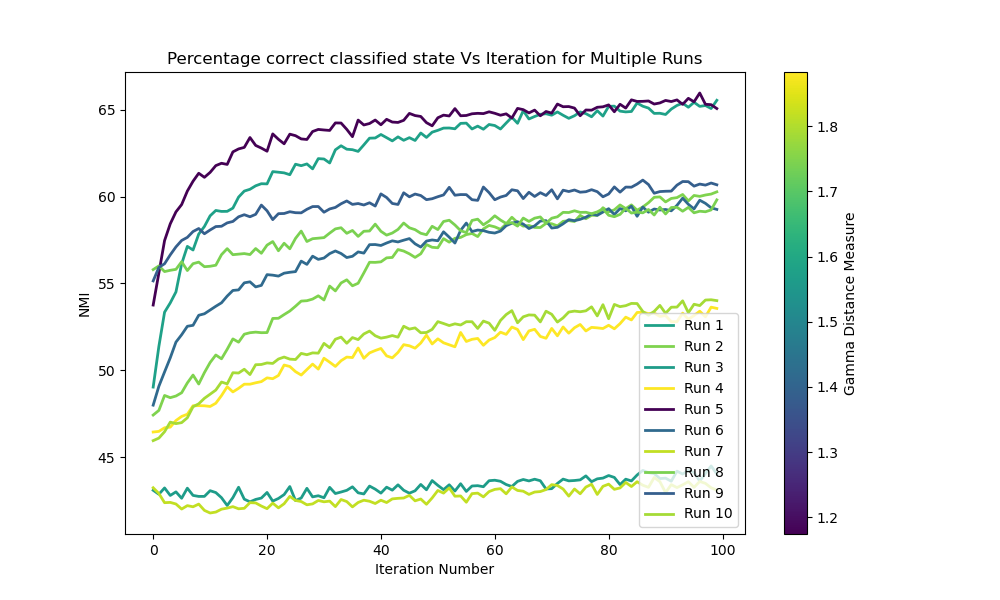 Percentage correct classified state Vs Iteration for Multiple Runs
NMI
65
60
55
50
45
0
20
40
60
80
100
Iteration Number
Run 1
Run 2
Run 3
Run 4
Run 5
Run 6
Run 7
Run 8
Run 9
Run 10
1.8
1.7
1.6
1.5
1.4
1.3
1.2
Gamma Distance Measure